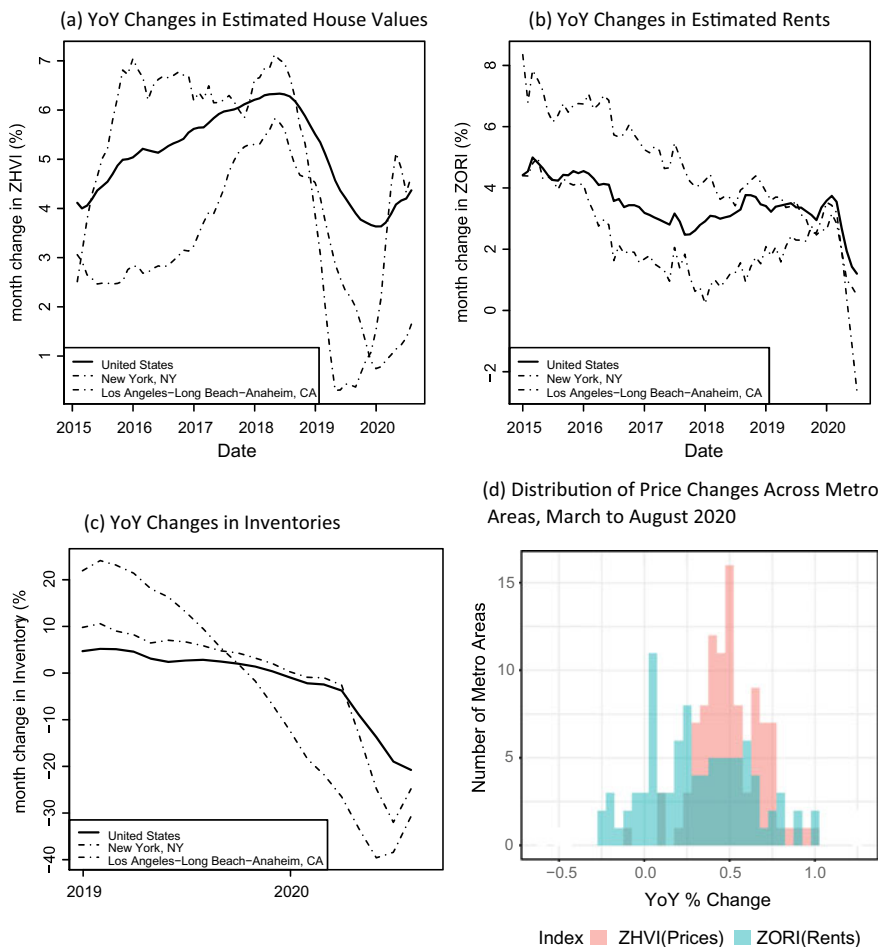 (a) YoY Changes in Estimated House Values
month change in ZHVI (%)
7
6
5
4
3
2
1
United States
New York, NY
Los Angeles−Long Beach−Anaheim, CA
2015 2016 2017 2018 2019 2020
Date
(b) YoY Changes in Estimated Rents
month change in ZORI (%)
8
6
4
2
0
−2
United States
New York, NY
Los Angeles−Long Beach−Anaheim, CA
2015 2016 2017 2018 2019 2020
Date
(c) YoY Changes in Inventories
month change in Inventory (%
20
10
0
−10
−20
−30
−40
United States
New York, NY
Los Angeles−Long Beach−Anaheim, CA
2019 2020
(d) Distribution of Price Changes Across Metro
Areas, March to August 2020
Number of Metro Areas
15
10
5
0
−0.5 0.0 0.5 1.0
YoY % Change
Index ZHVI(Prices) ZORI(Rents)